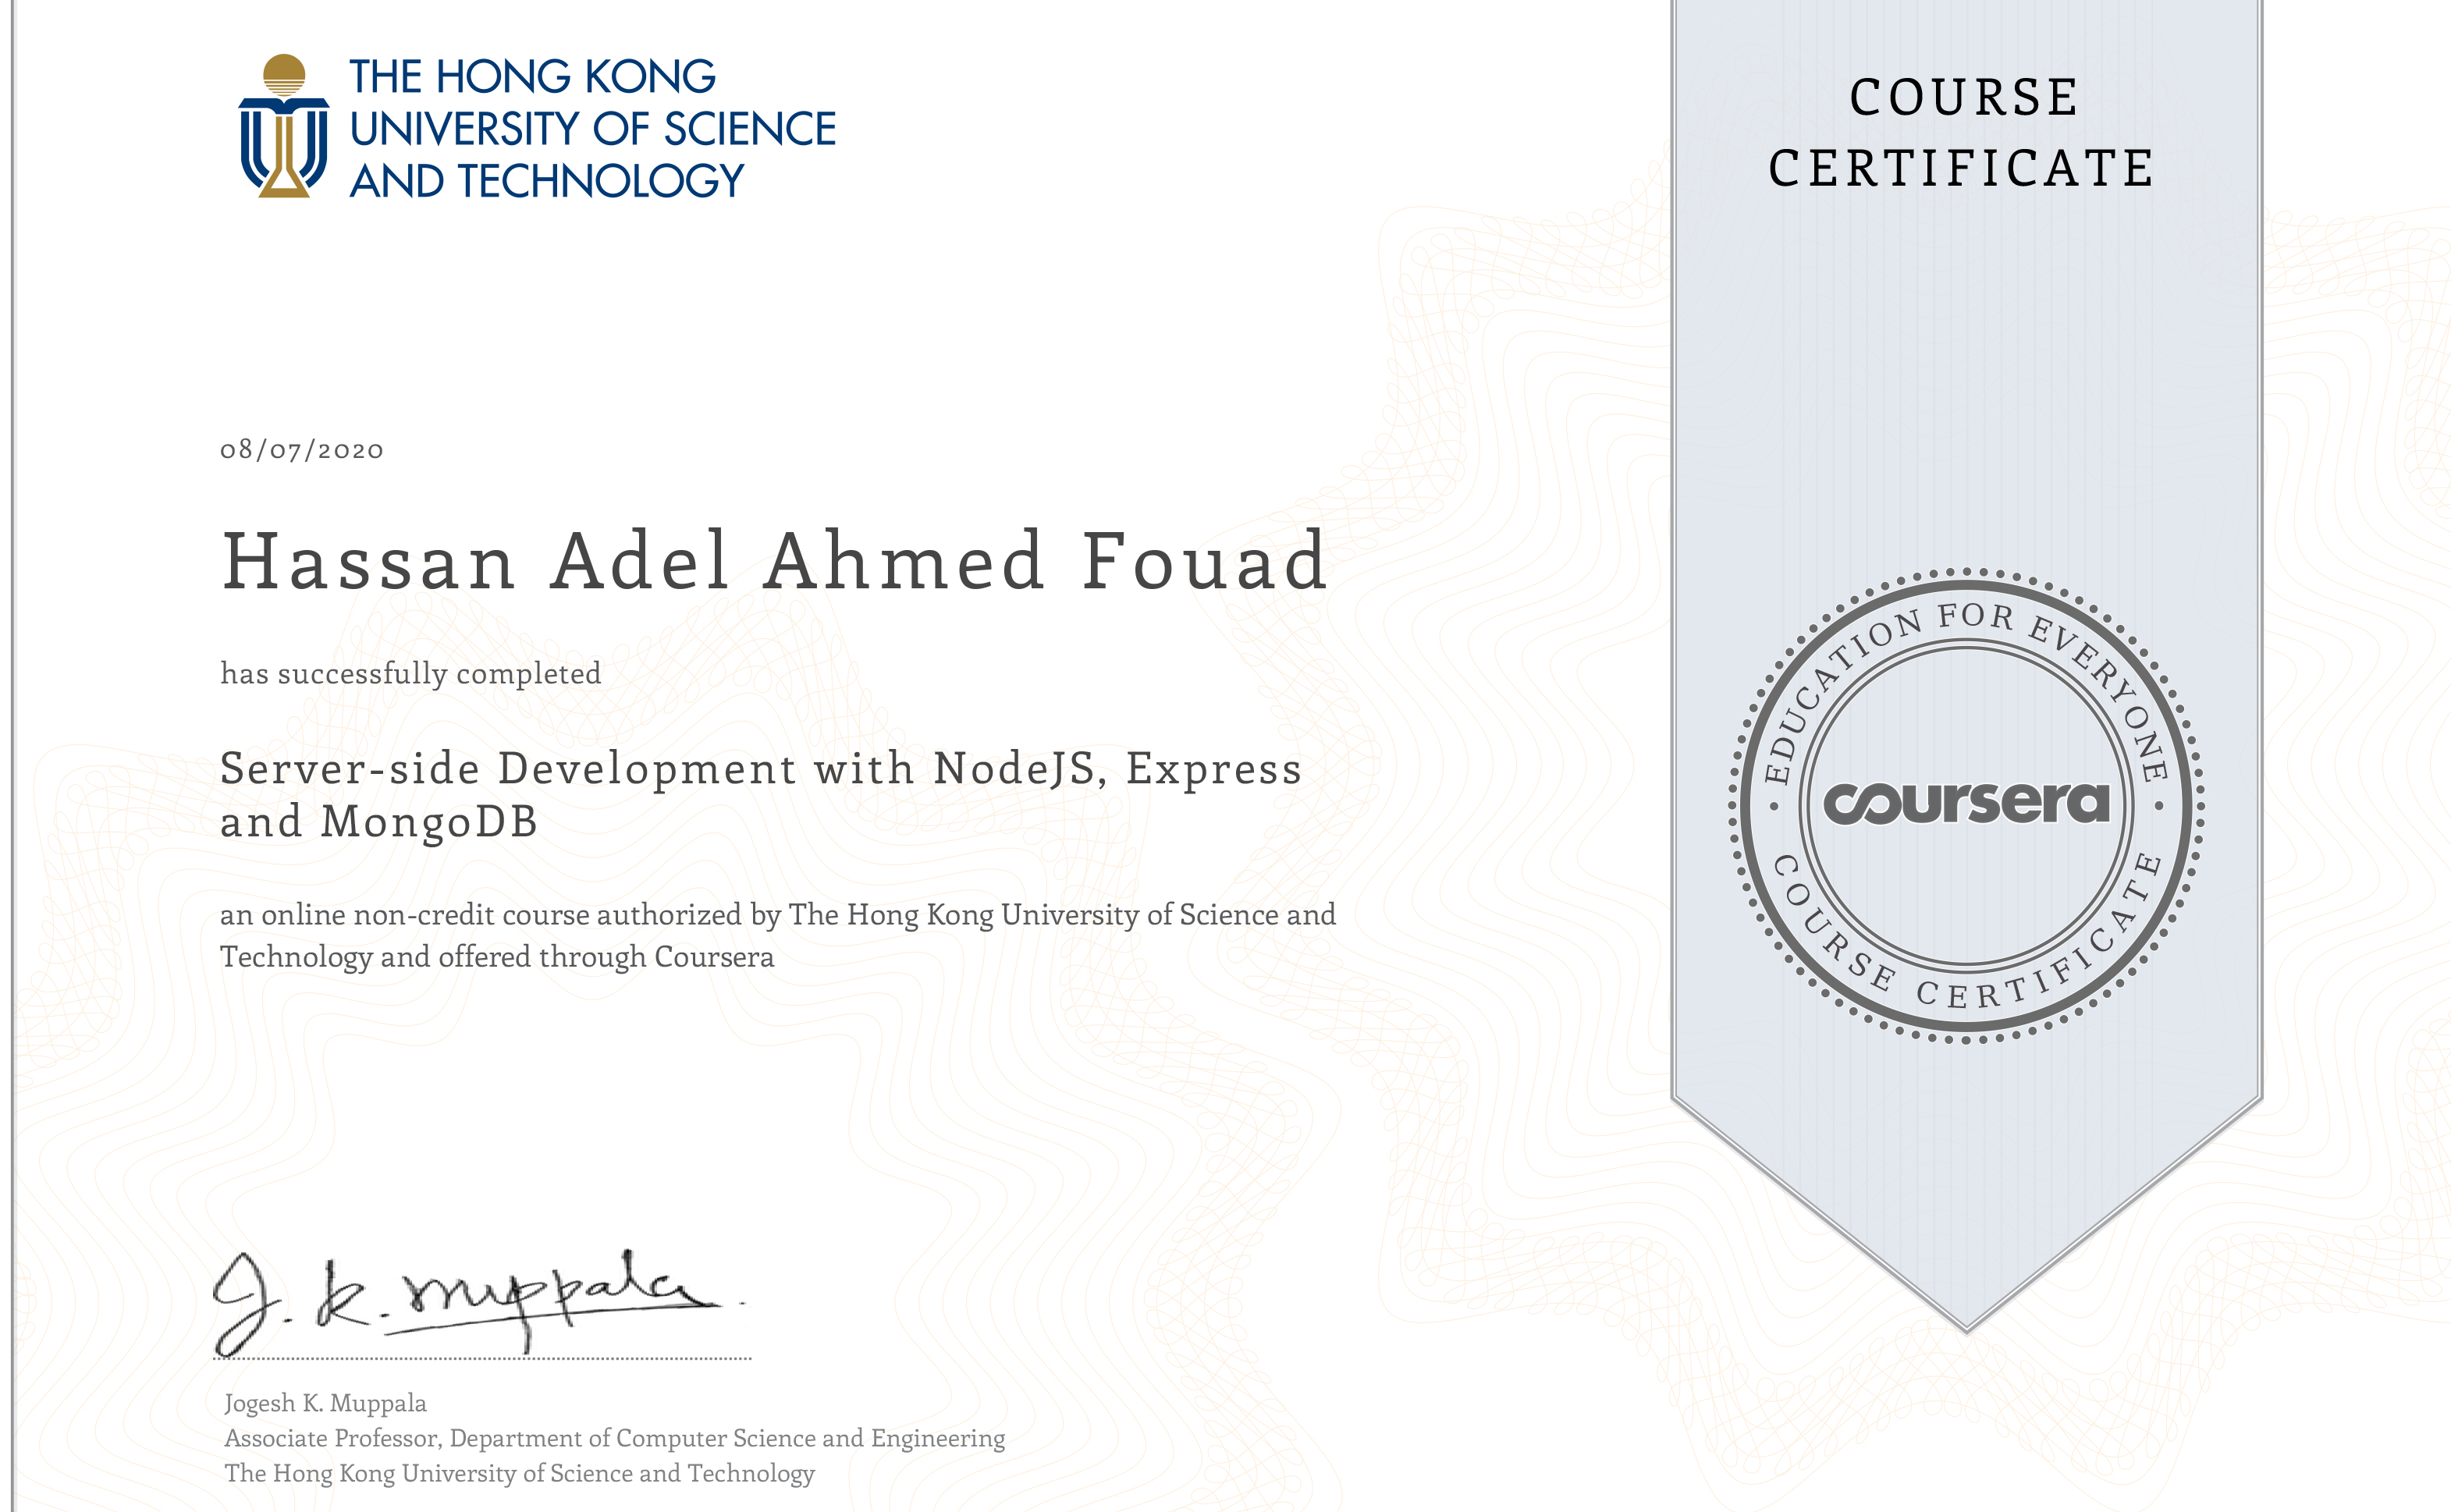 THE HONG KONG
UNIVERSITY OF SCIENCE
AND TECHNOLOGY
COURSE
CERTIFICATE
08/07/2020
Hassan Adel Ahmed Fouad
has successfully completed
Server-side Development with NodeJS, Express
and MongoDB
an online non-credit course authorized by The Hong Kong University of Science and
Technology and offered through Coursera
EDUCATION FOR EVERYONE
coursera
COURSE CERTIFICATE
J. K. Muppala
Jogesh K. Muppala
Associate Professor, Department of Computer Science and Engineering
The Hong Kong University of Science and Technology